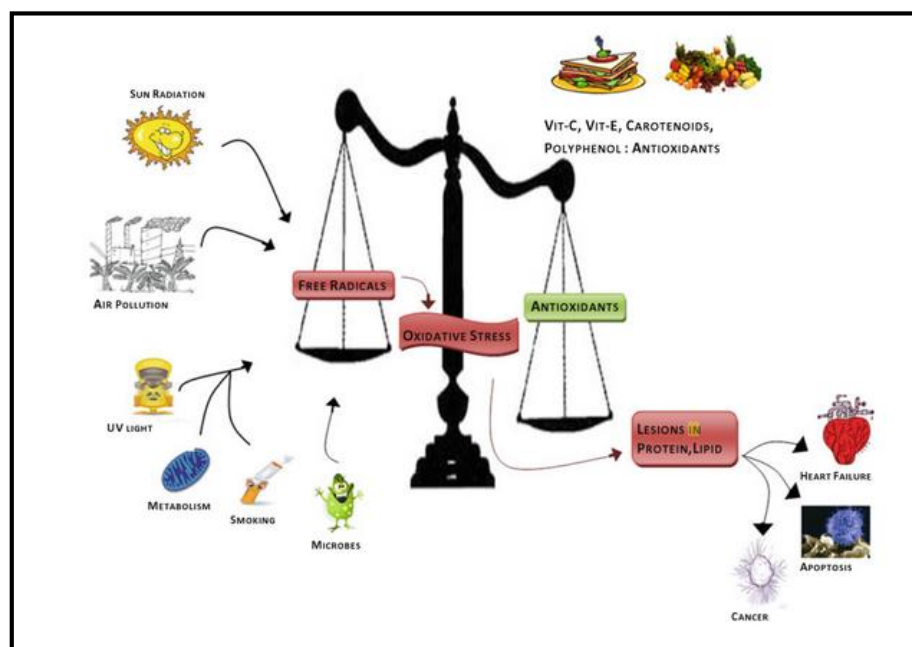 SUN RADIATION
VIT-C, VIT-E, CAROTENOIDS,
POLYPHENOL : ANTIOXIDANTS
AIR POLLUTION
FREE RADICALS
ANTIOXIDANTS
OXIDATIVE STRESS
UV LIGHT
METABOLISM
SMOKING
MICROBES
LESIONS IN
PROTEIN,LIPID
HEART FAILURE
APOPTOSIS
CANCER